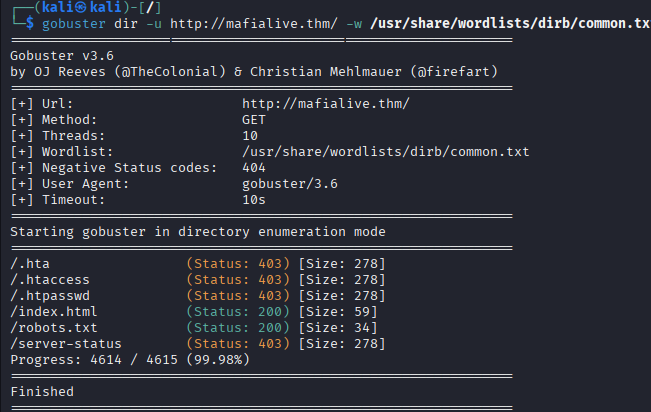 ┌──(kali㉿kali)-[/]
└─$ gobuster dir -u http://mafialive.thm/ -w /usr/share/wordlists/dirb/common.tx
===============================================================
Gobuster v3.6
by OJ Reeves (@TheColonial) & Christian Mehlmauer (@firefart)
===============================================================
[+] Url:                     http://mafialive.thm/
[+] Method:                  GET
[+] Threads:                 10
[+] Wordlist:                /usr/share/wordlists/dirb/common.txt
[+] Negative Status codes:   404
[+] User Agent:              gobuster/3.6
[+] Timeout:                 10s
===============================================================
Starting gobuster in directory enumeration mode
===============================================================
/.hta                 (Status: 403) [Size: 278]
/.htaccess            (Status: 403) [Size: 278]
/.htpasswd            (Status: 403) [Size: 278]
/index.html           (Status: 200) [Size: 59]
/robots.txt           (Status: 200) [Size: 34]
/server-status        (Status: 403) [Size: 278]
Progress: 4614 / 4615 (99.98%)
===============================================================
Finished
===============================================================